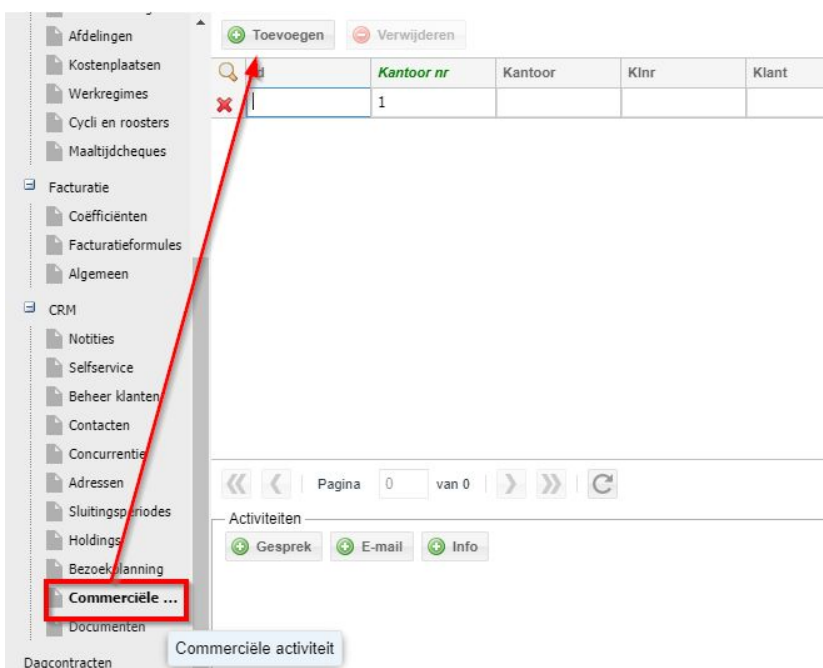 Afdelingen
Kostenplaatsen
Werkregimes
Cycli en roosters
Maaltijdcheques
Facturatie
Coëfficiënten
Facturatieformules
Algemeen
CRM
Notities
Selfservice
Beheer klanten
Contacten
Concurrentie
Adressen
Sluitingsperiodes
Holdings
Bezoekplanning
Commerciële ...
Documenten
Dagcontracten
Commerciële activiteit
Toevoegen Verwijderen
Kantoor nr Kantoor Klnr Klant
1
Pagina 0 van 0
Activiteiten
Gesprek E-mail Info